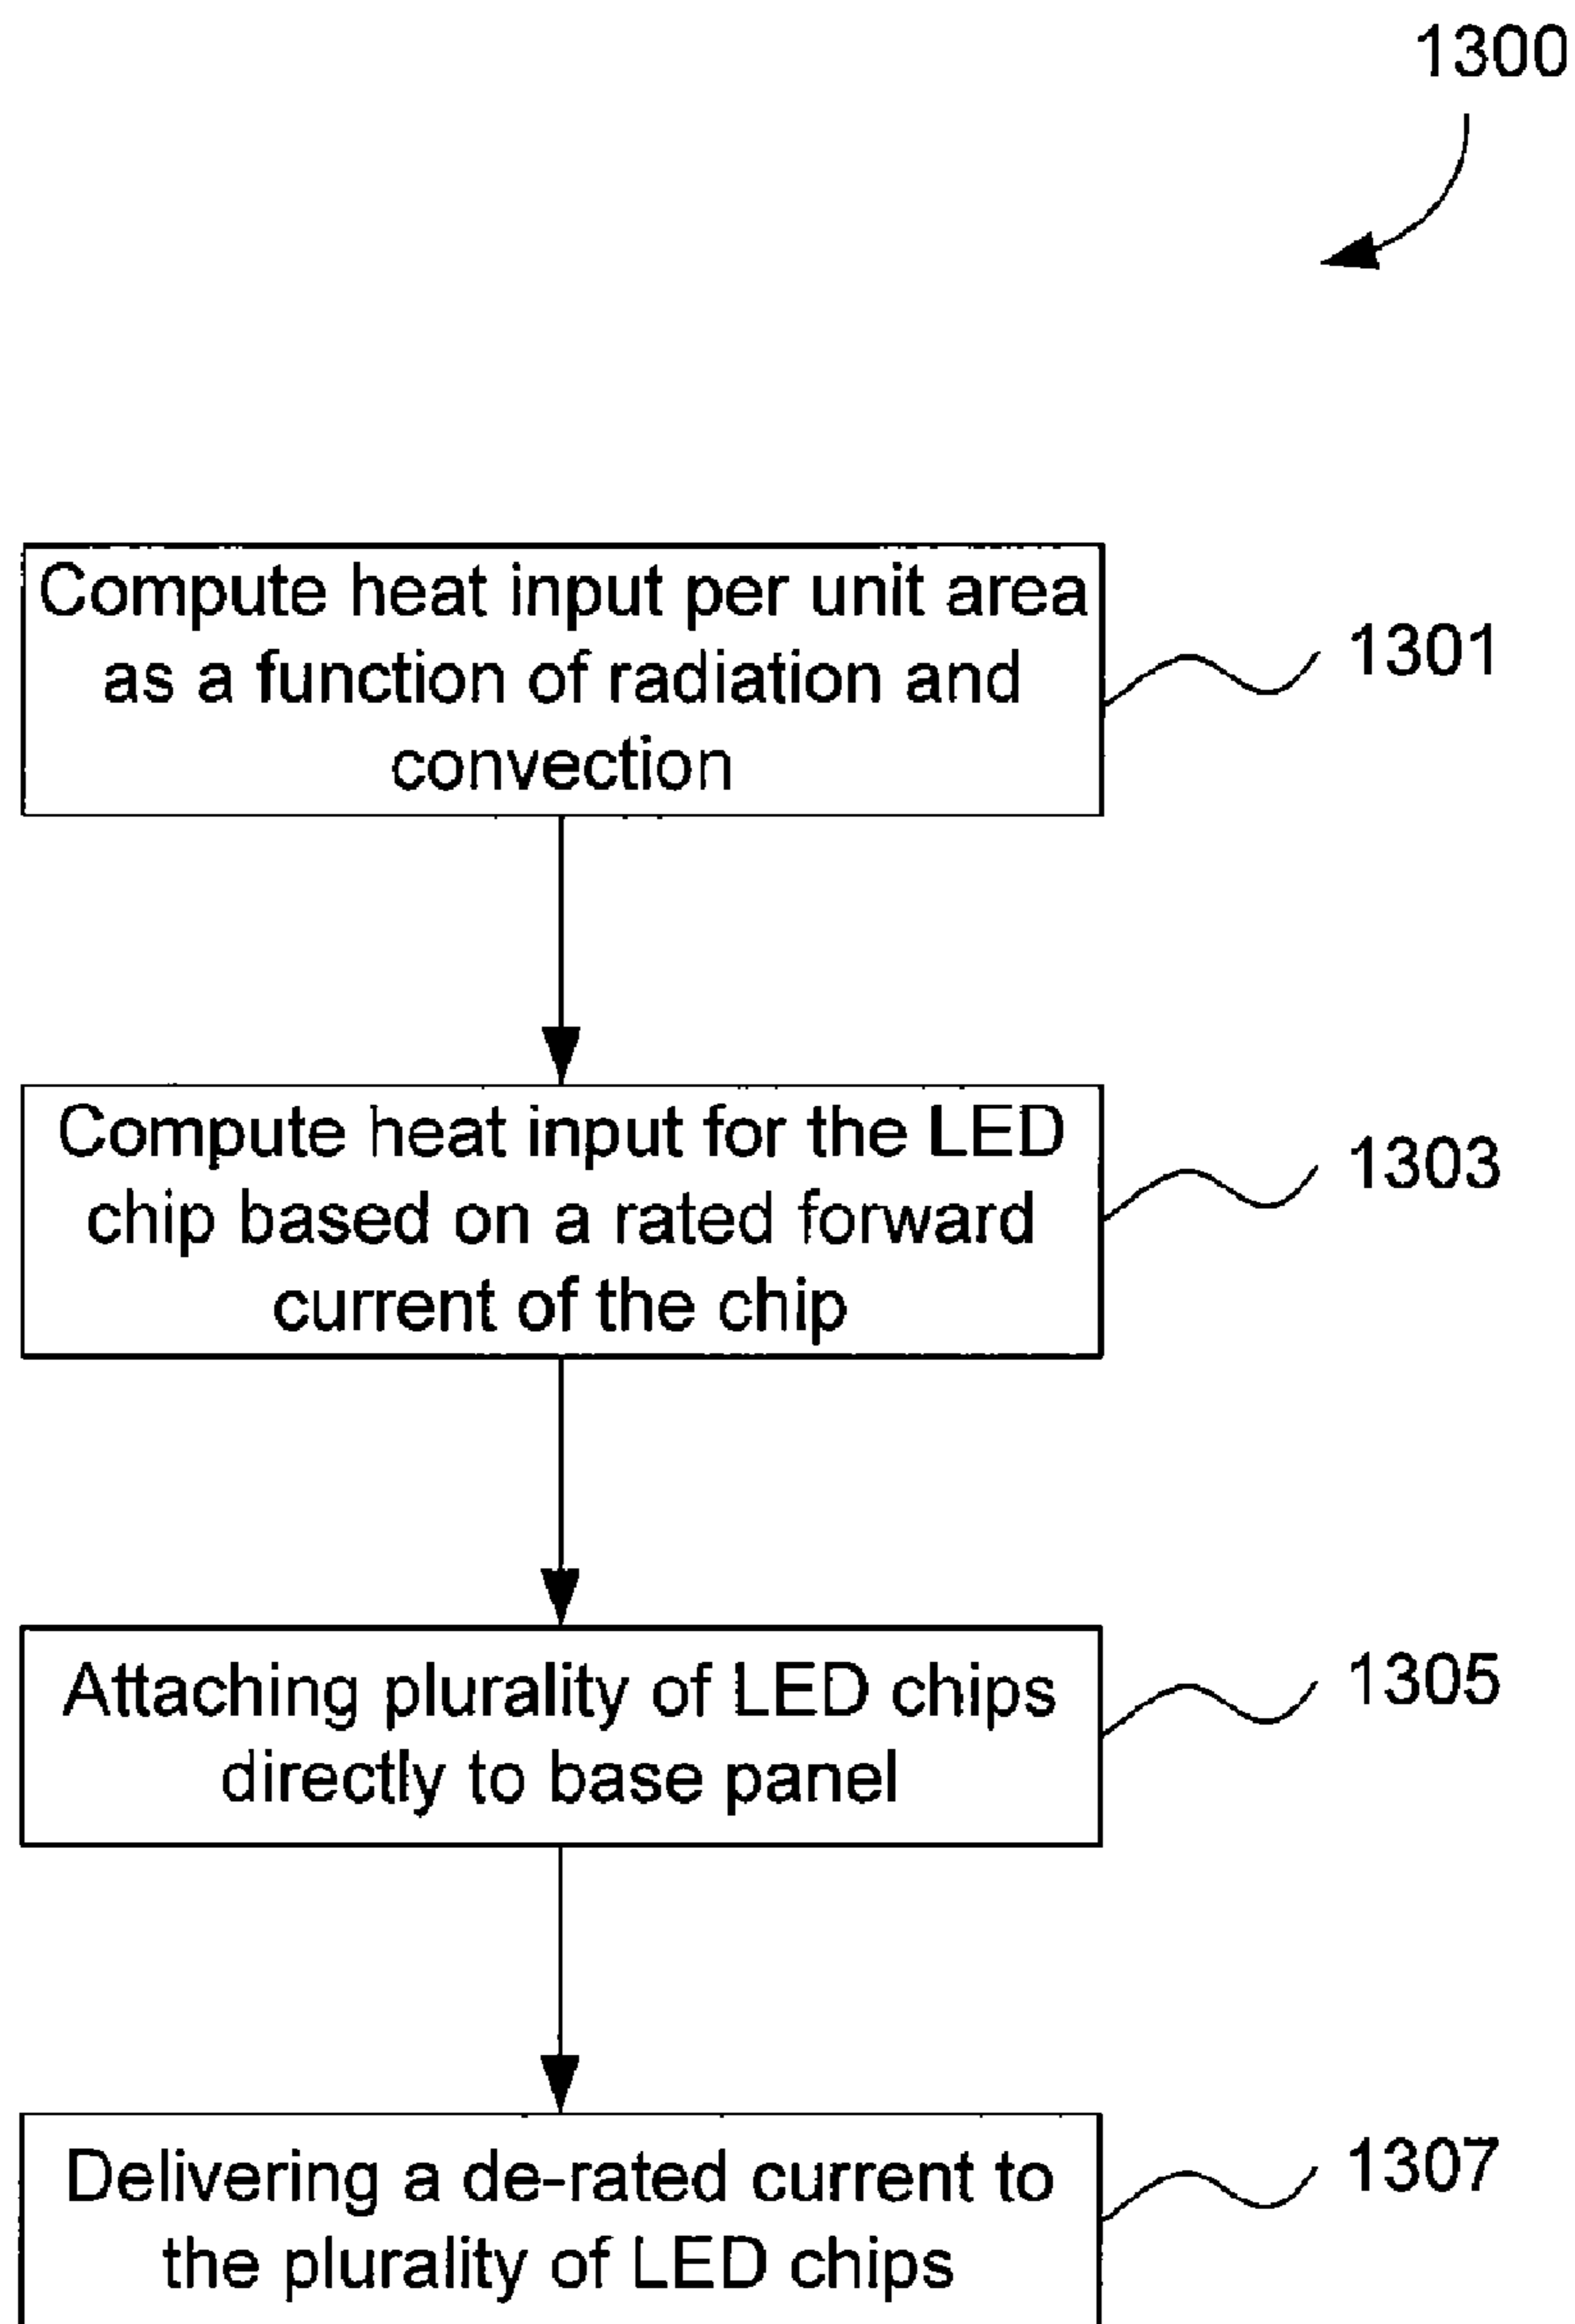 1300
Compute heat input per unit area
as a function of radiation and
convection
1301
Compute heat input for the LED
chip based on a rated forward
current of the chip
1303
Attaching plurality of LED chips
directly to base panel
1305
Delivering a de-rated current to
the plurality of LED chips
1307